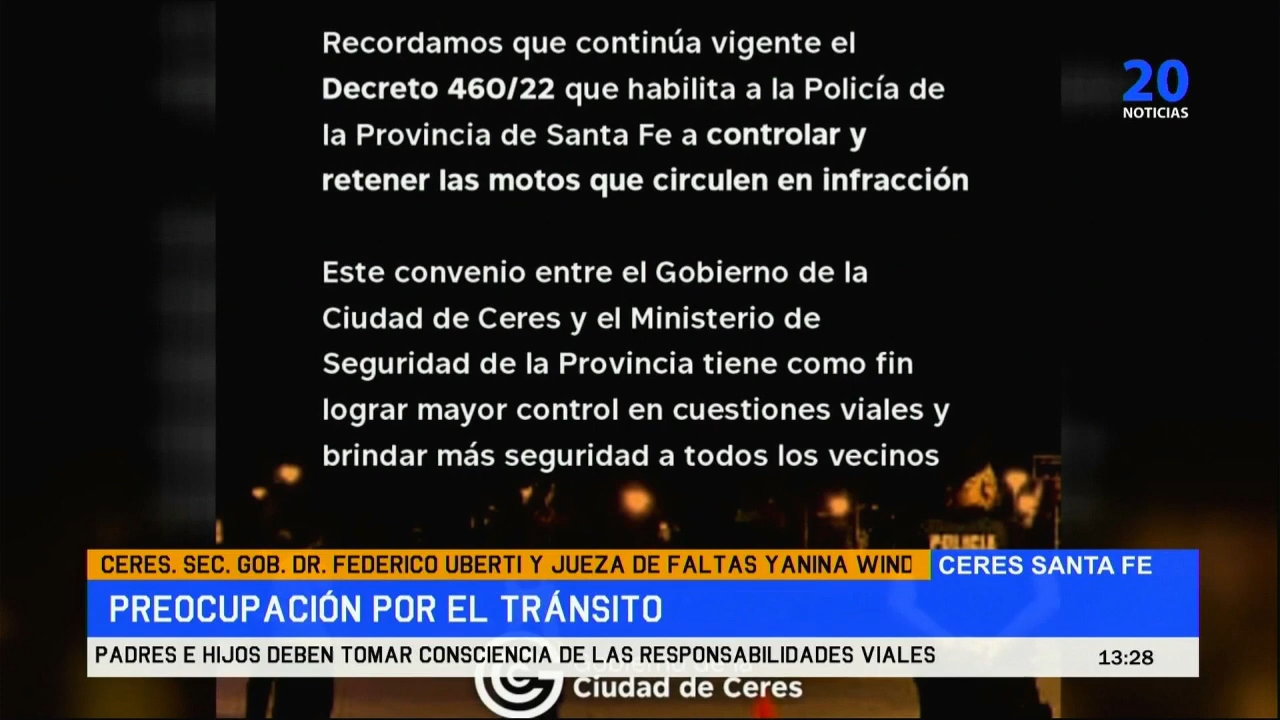 Recordamos que continúa vigente el
Decreto 460/22 que habilita a la Policía de
la Provincia de Santa Fe a controlar y
retener las motos que circulen en infracción
20
NOTICIAS
Este convenio entre el Gobierno de la
Ciudad de Ceres y el Ministerio de
Seguridad de la Provincia tiene como fin
lograr mayor control en cuestiones viales y
brindar más seguridad a todos los vecinos
POLICIA
CERES. SEC. GOB. DR. FEDERICO UBERTI Y JUEZA DE FALTAS YANINA WIND
CERES SANTA FE
PREOCUPACIÓN POR EL TRÁNSITO
PADRES E HIJOS DEBEN TOMAR CONSCIENCIA DE LAS RESPONSABILIDADES VIALES
13:28
Gobierno de la
Ciudad de Ceres